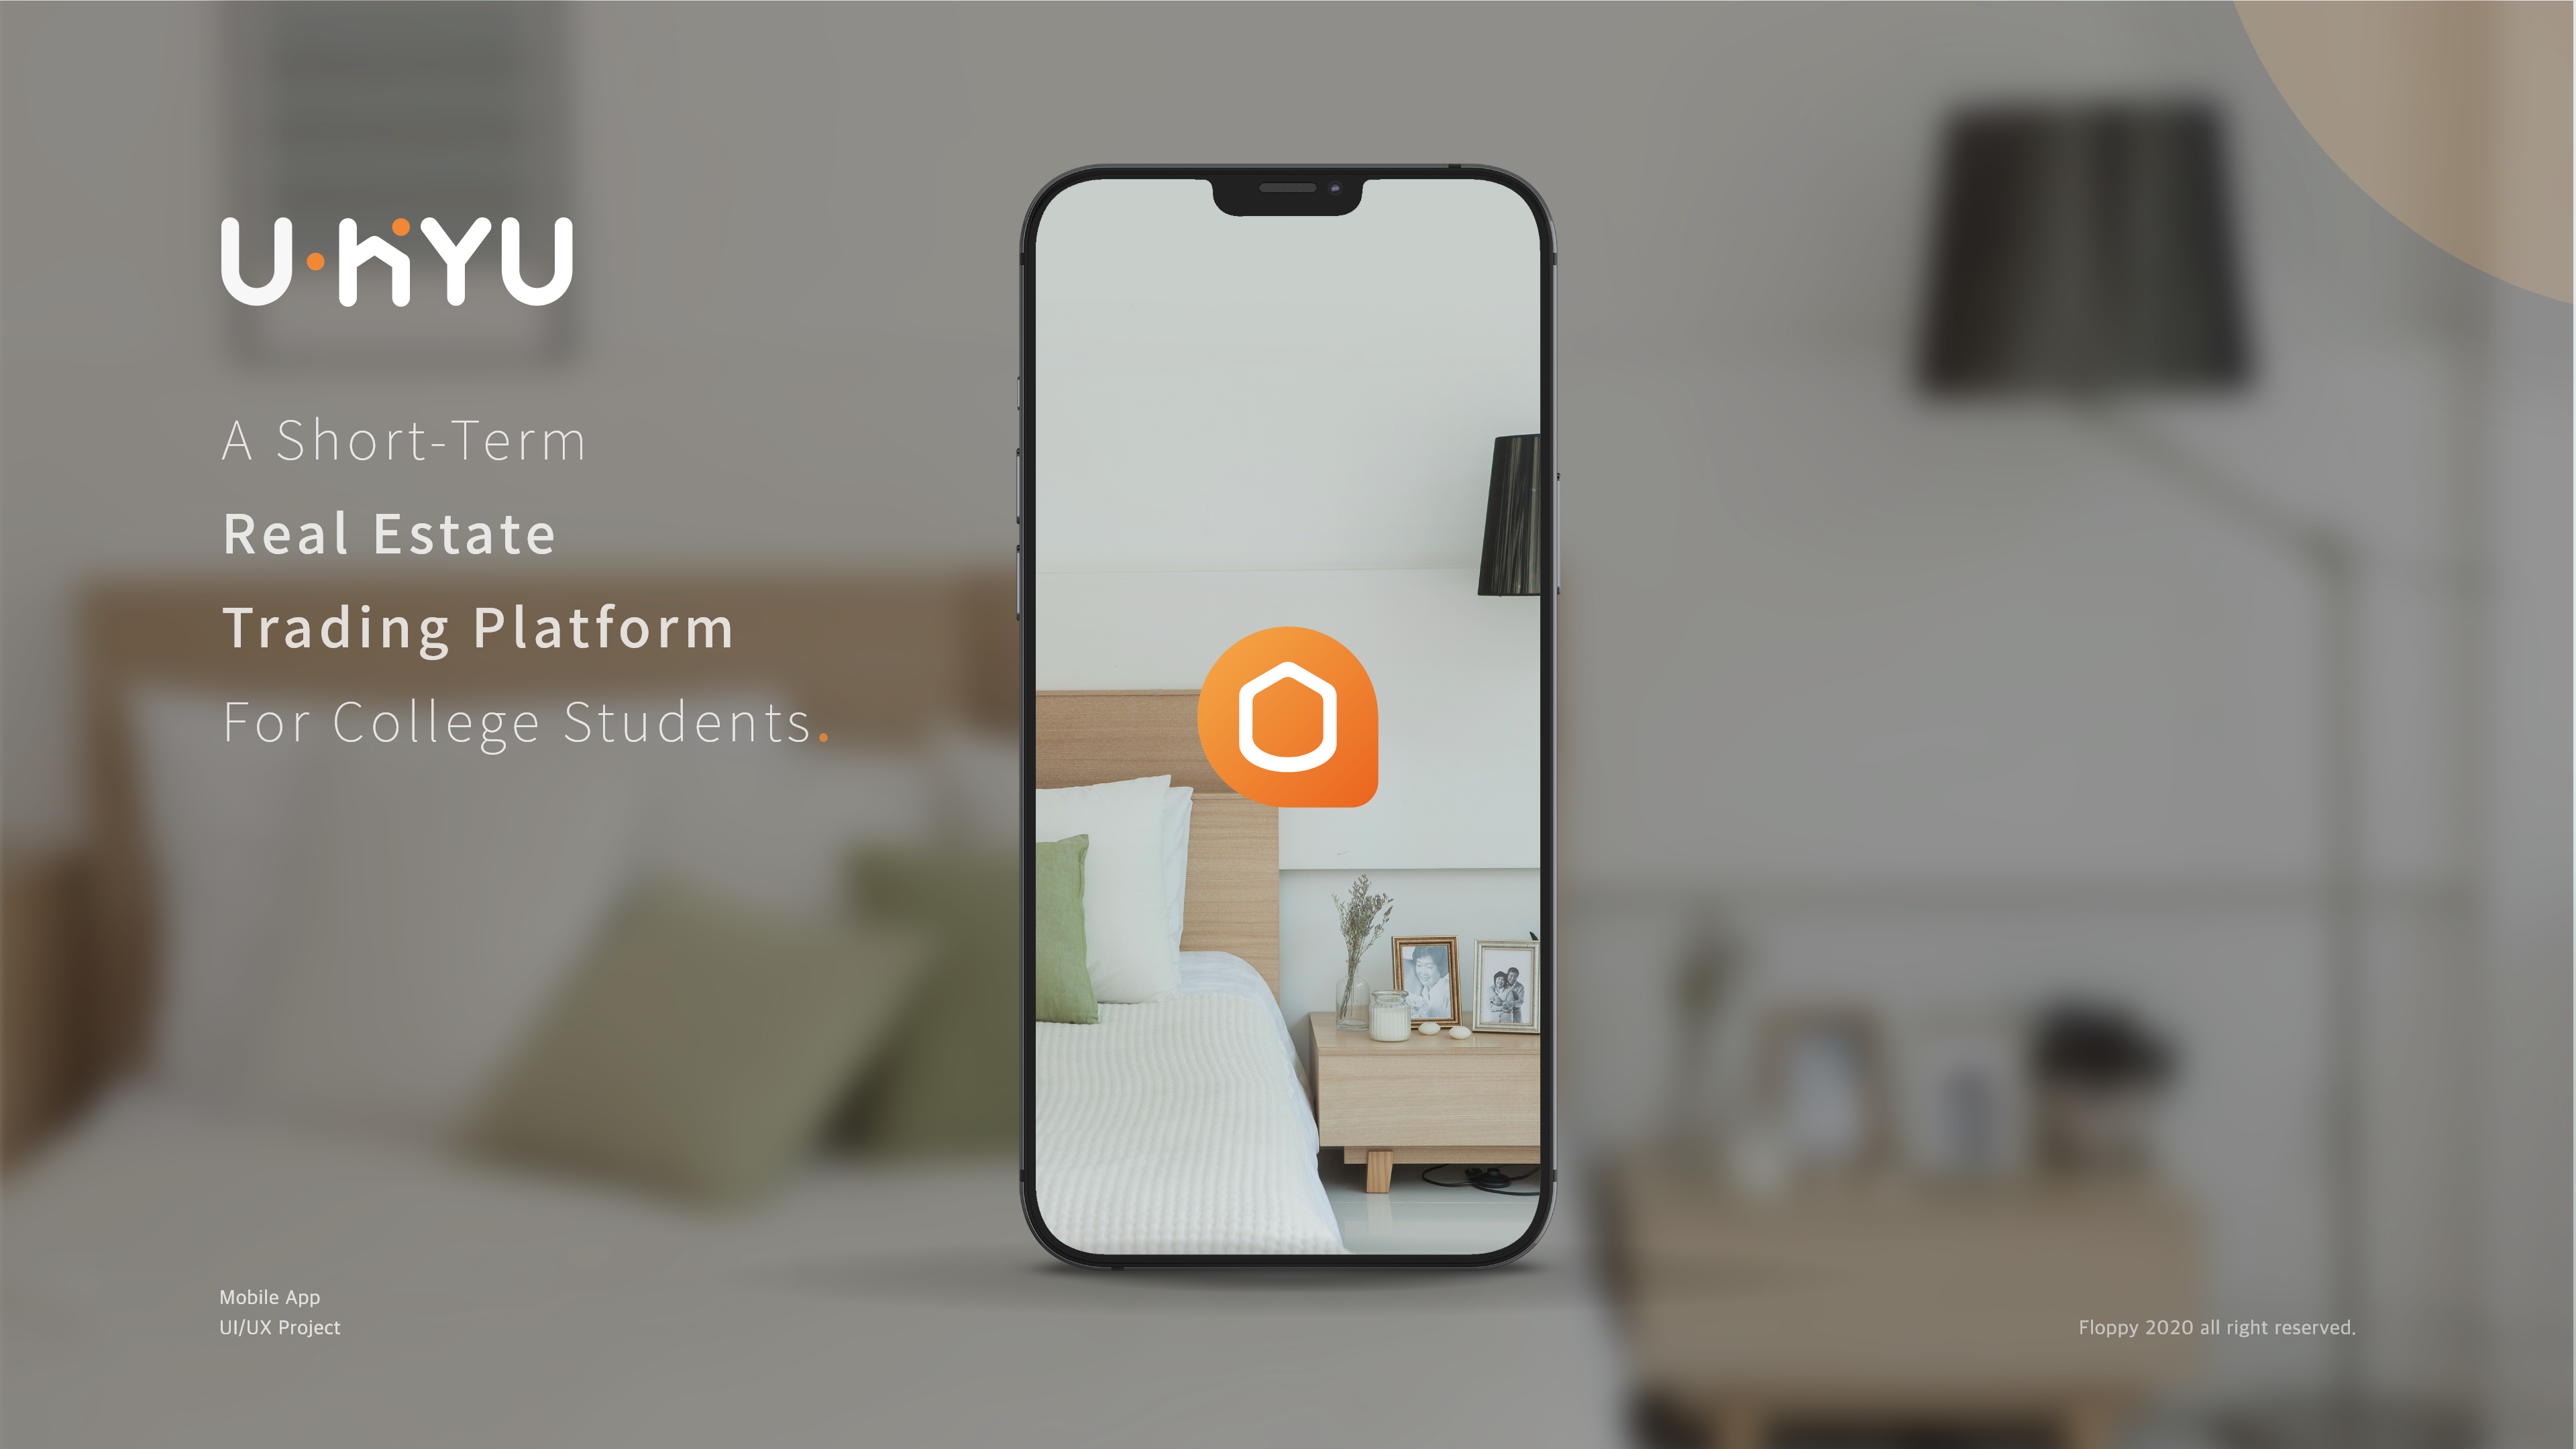 U·hYU
A Short-Term
Real Estate
Trading Platform
For College Students.
Mobile App
UI/UX Project
Floppy 2020 all right reserved.